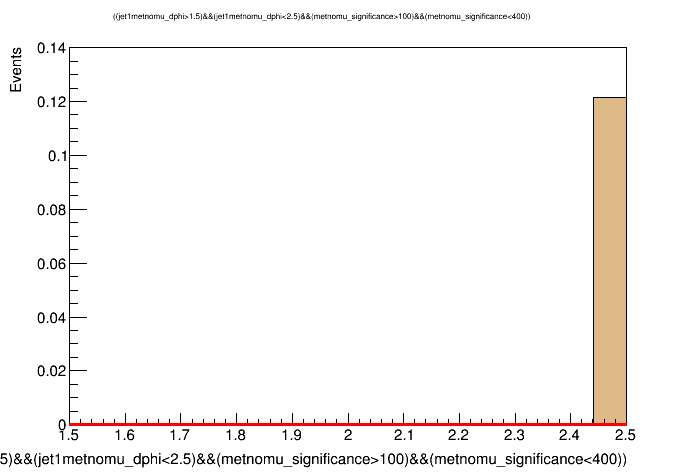 ((jet1metnomu_dphi>1.5)&&(jet1metnomu_dphi<2.5)&&(metnomu_significance>100)&&(metnomu_significance<400))
Events
0.14
0.12
0.1
0.08
0.06
0.04
0.02
0
1.5 1.6 1.7 1.8 1.9 2 2.1 2.2 2.3 2.4 2.5
5)&&(jet1metnomu_dphi<2.5)&&(metnomu_significance>100)&&(metnomu_significance<400))